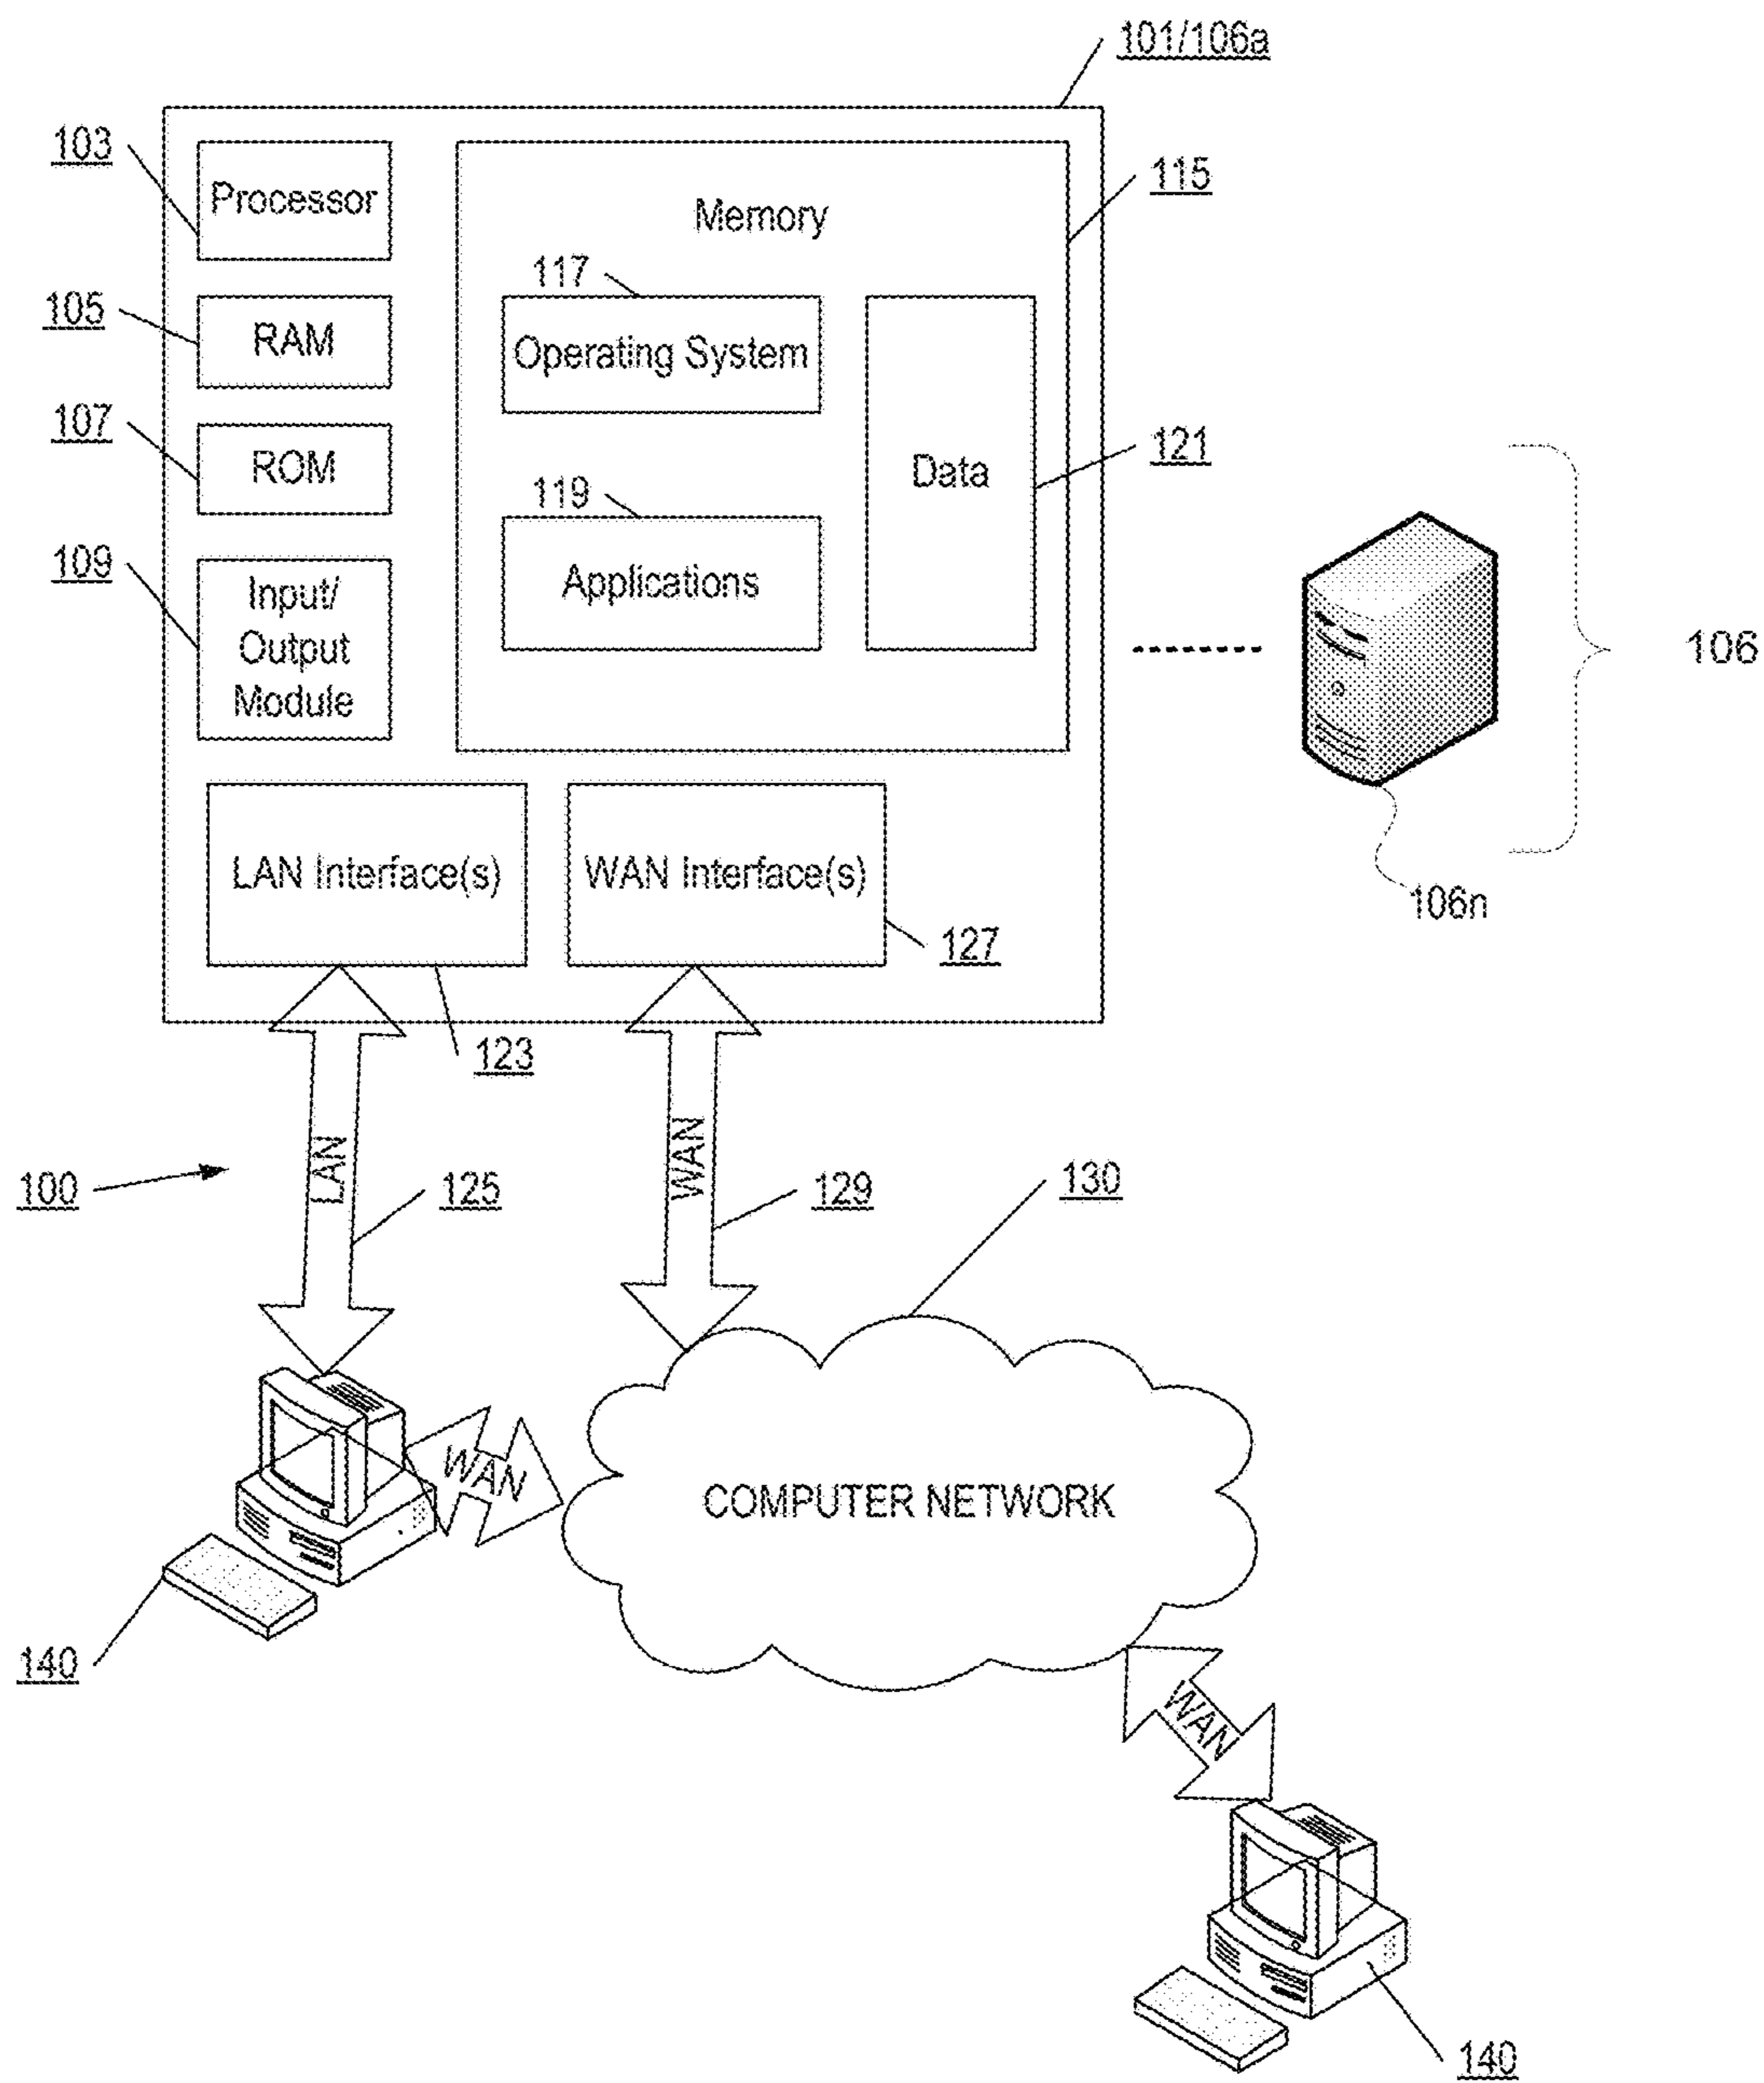 101/106a
103
Processor
Memory
115
117
105
RAM
Operating System
107
ROM
Data
121
119
109
Input/
Output
Module
Applications
106
LAN Interface(s)
WAN Interface(s)
106n
127
123
LAN
WAN
100
125
129
130
WAN
COMPUTER NETWORK
140
WAN
140